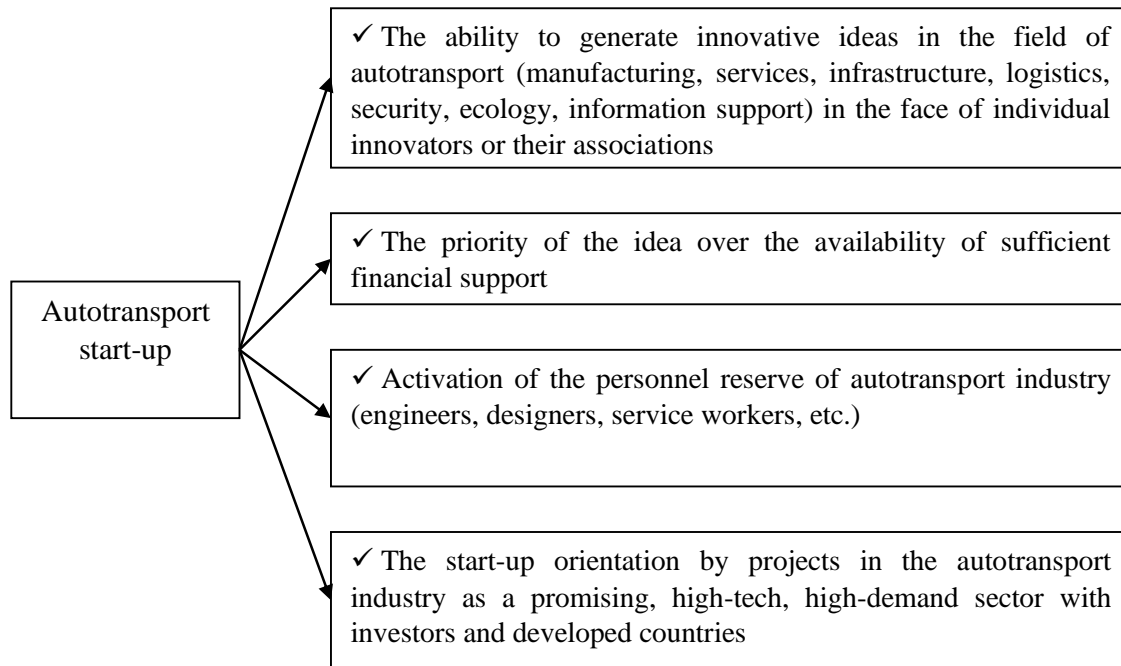 ✓ The ability to generate innovative ideas in the field of
autotransport (manufacturing, services, infrastructure, logistics,
security, ecology, information support) in the face of individual
innovators or their associations
✓ The priority of the idea over the availability of sufficient
financial support
Autotransport
start-up
✓ Activation of the personnel reserve of autotransport industry
(engineers, designers, service workers, etc.)
✓ The start-up orientation by projects in the autotransport
industry as a promising, high-tech, high-demand sector with
investors and developed countries